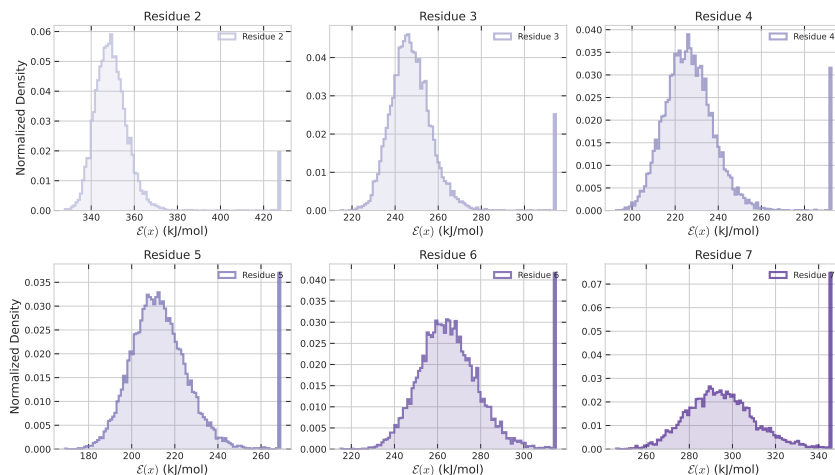 Residue 2
Residue 3
Residue 4
Normalized Density
0.06
0.05
0.04
0.03
0.02
0.01
0.00
Residue 2
340 360 380 400 420
ℰ(x) (kJ/mol)
0.04
0.03
0.02
0.01
0.00
Residue 3
220 240 260 280 300
ℰ(x) (kJ/mol)
0.040
0.035
0.030
0.025
0.020
0.015
0.010
0.005
0.000
Residue 4
200 220 240 260 280
ℰ(x) (kJ/mol)
Residue 5
Residue 6
Residue 7
Normalized Density
0.035
0.030
0.025
0.020
0.015
0.010
0.005
0.000
Residue 5
180 200 220 240 260
ℰ(x) (kJ/mol)
0.040
0.035
0.030
0.025
0.020
0.015
0.010
0.005
0.000
Residue 6
220 240 260 280 300
ℰ(x) (kJ/mol)
0.07
0.06
0.05
0.04
0.03
0.02
0.01
0.00
Residue 7
260 280 300 320 340
ℰ(x) (kJ/mol)